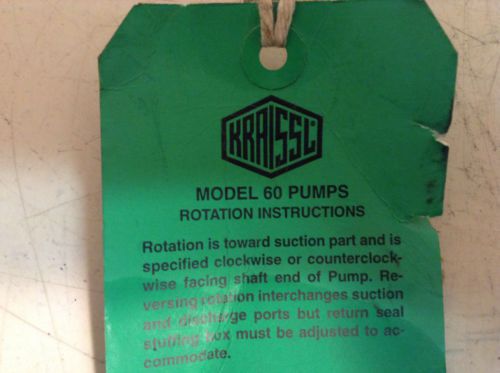 KRAISSL
MODEL 60 PUMPS
ROTATION INSTRUCTIONS
Rotation is toward suction part and is
specified clockwise or counterclock-
wise facing shaft end of Pump. Re-
versing rotation interchanges suction
and discharge ports but return seal
stuffing box must be adjusted to ac-
commodate.